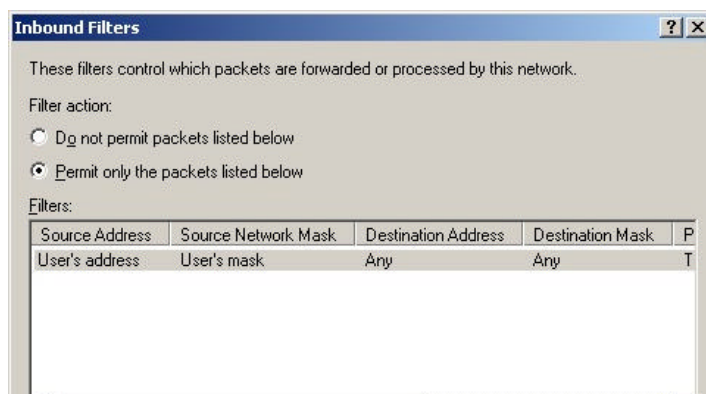 Inbound Filters
These filters control which packets are forwarded or processed by this network.
Filter action:
Do not permit packets listed below
Permit only the packets listed below
Filters:
Source Address Source Network Mask Destination Address Destination Mask P
User's address User's mask Any Any T